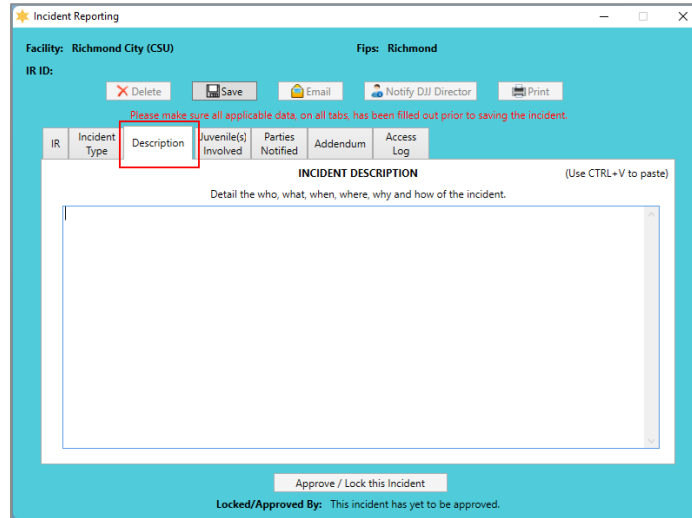 Incident Reporting
Facility: Richmond City (CSU) Fips: Richmond
IR ID:
Delete Save Email Notify DJJ Director Print
Please make sure all applicable data, on all tabs, has been filled out prior to saving the incident.
IR Incident Type Description Juvenile(s) Involved Parties Notified Addendum Access Log
INCIDENT DESCRIPTION (Use CTRL+V to paste)
Detail the who, what, when, where, why and how of the incident.
Approve / Lock this Incident
Locked/Approved By: This incident has yet to be approved.